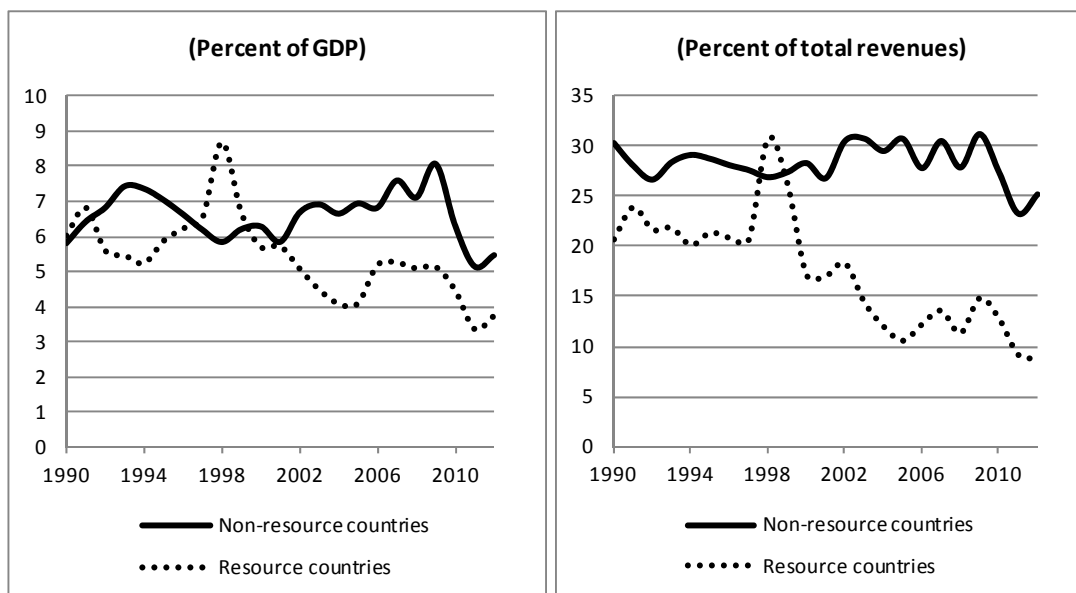 (Percent of GDP)
10
9
8
7
6
5
4
3
2
1
0
1990 1994 1998 2002 2006 2010
Non-resource countries
Resource countries
(Percent of total revenues)
35
30
25
20
15
10
5
0
1990 1994 1998 2002 2006 2010
Non-resource countries
Resource countries